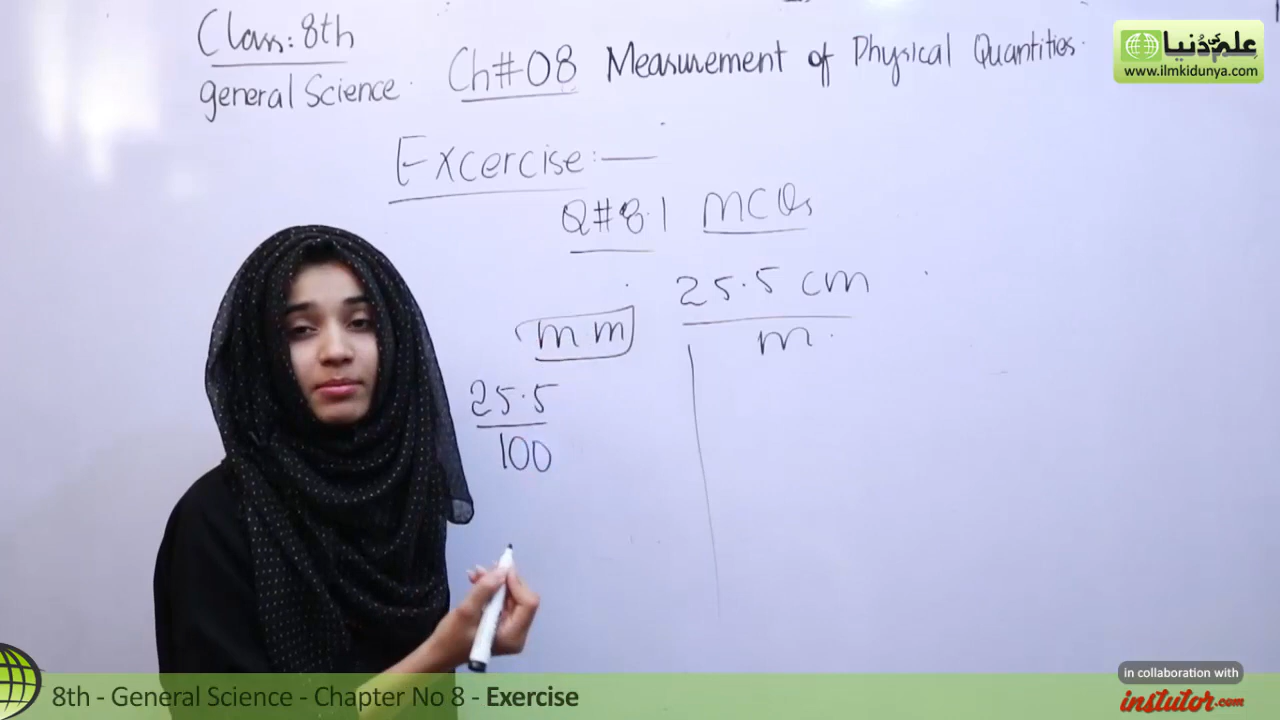 Class: 8th
general Science. Ch#08 Measurement of Physical Quantities.
علم کی دنیا
www.ilmkidunya.com
Excercise:—
Q#8.1 MCQs
25.5 cm
m
mm
25.5
100
8th - General Science - Chapter No 8 - Exercise
in collaboration with
instutor.com